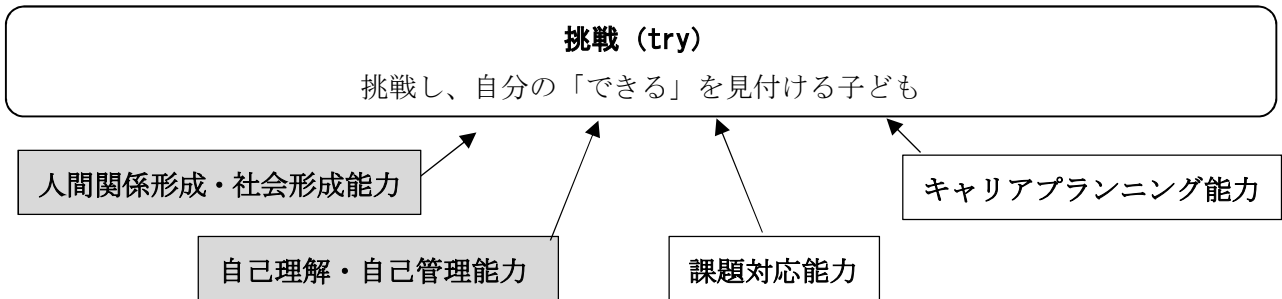 挑戦（try）
挑戦し、自分の「できる」を見付ける子ども
人間関係形成・社会形成能力
キャリアプランニング能力
自己理解・自己管理能力
課題対応能力